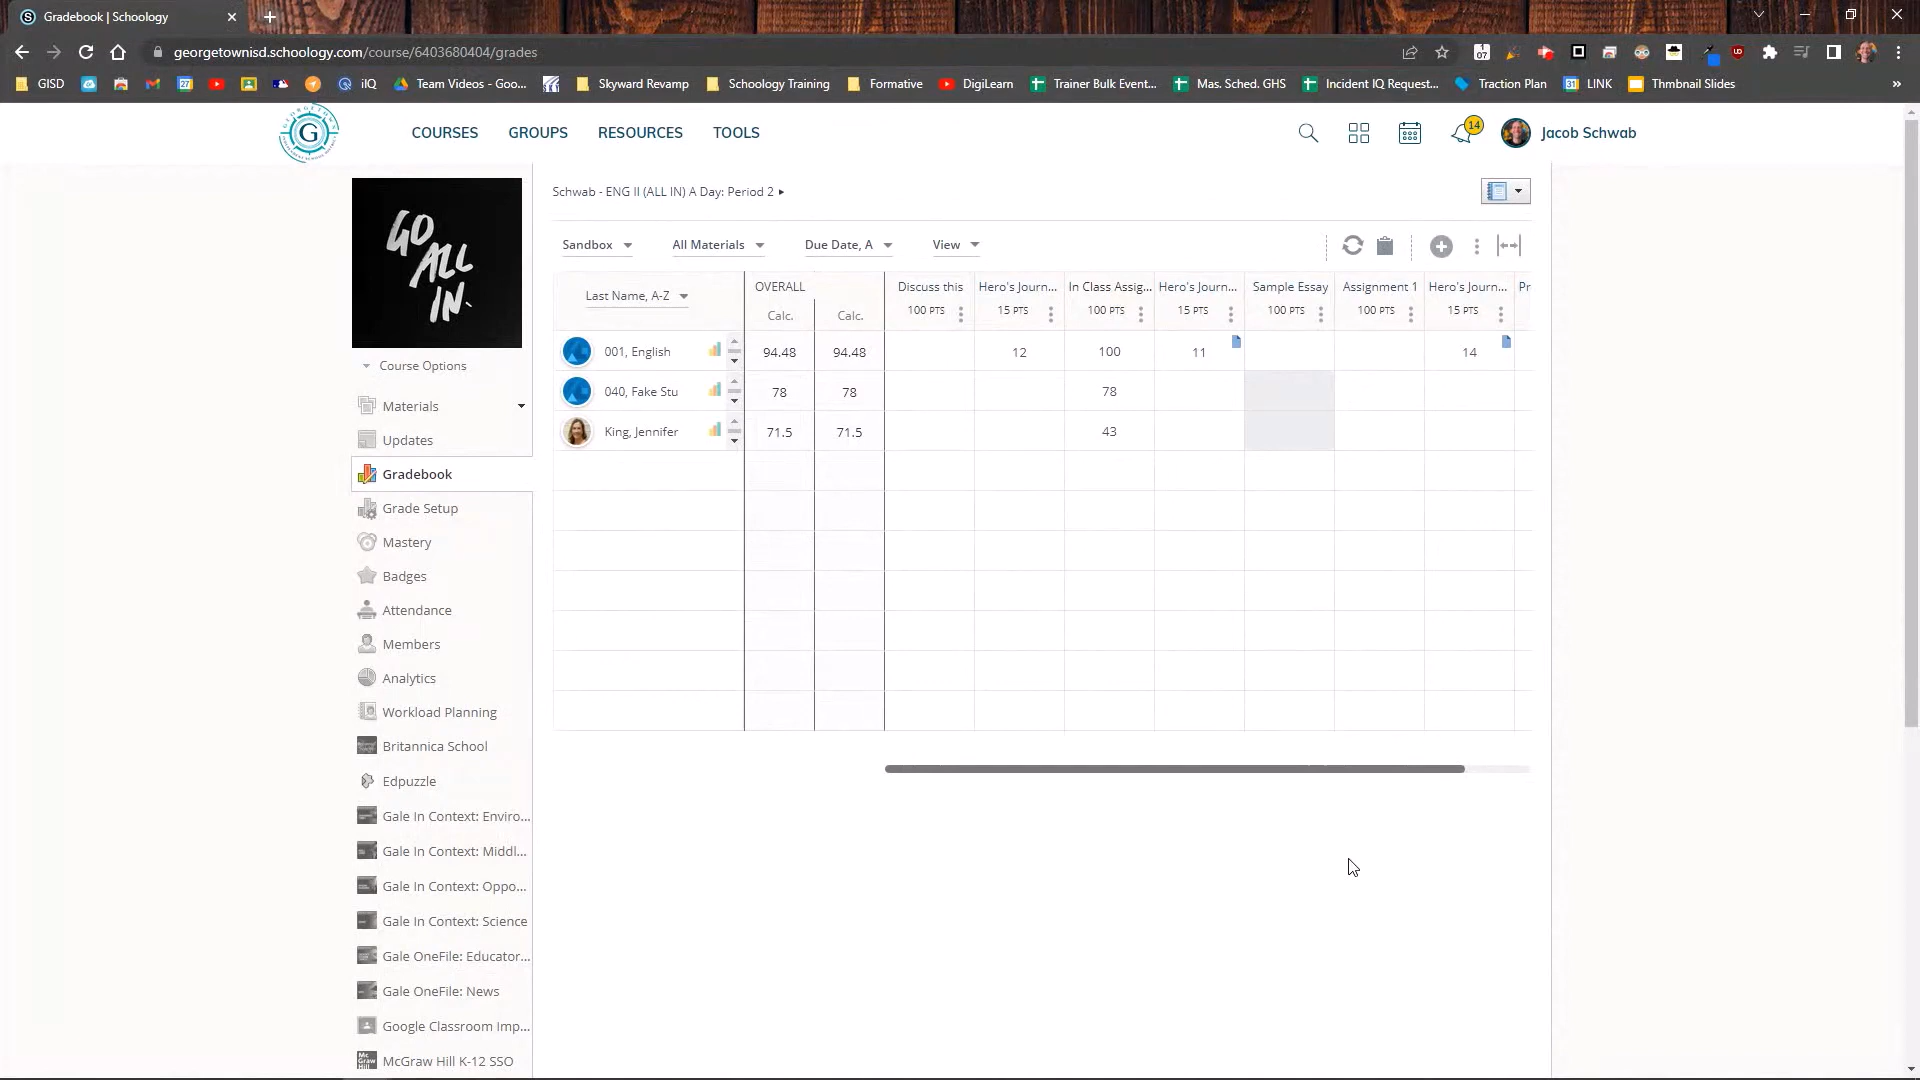 Gradebook | Schoology
georgetownisd.schoology.com/course/6403680404/grades
GISD
iIQ
Team Videos - Goo...
Skyward Revamp
Schoology Training
Formative
DigiLearn
Trainer Bulk Event...
Mas. Sched. GHS
Incident IQ Request...
Traction Plan
LINK
Thmbnail Slides
G
COURSES
GROUPS
RESOURCES
TOOLS
14
Jacob Schwab
GO
ALL
IN.
Course Options
Materials
Updates
Gradebook
Grade Setup
Mastery
Badges
Attendance
Members
Analytics
Workload Planning
Britannica School
Edpuzzle
Gale In Context: Enviro...
Gale In Context: Middl...
Gale In Context: Oppo...
Gale In Context: Science
Gale OneFile: Educator...
Gale OneFile: News
Google Classroom Imp...
McGraw Hill K-12 SSO
Schwab - ENG II (ALL IN) A Day: Period 2
Sandbox
All Materials
Due Date, A
View
Last Name, A-Z
OVERALL
Calc. Calc.
Discuss this 100 PTS
Hero's Journ... 15 PTS
In Class Assig... 100 PTS
Hero's Journ... 15 PTS
Sample Essay 100 PTS
Assignment 1 100 PTS
Hero's Journ... 15 PTS
Pr
001, English 94.48 94.48 12 100 11 14
040, Fake Stu 78 78 78
King, Jennifer 71.5 71.5 43